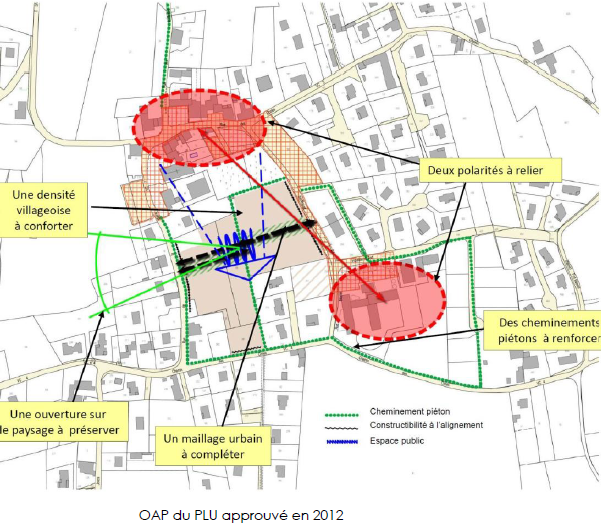 Deux polarités à relier
Une densité
villageoise
à conforter
Des cheminements
piétons à renforcer
Une ouverture sur
le paysage à préserver
Un maillage urbain
à compléter
Cheminement piéton
Constructibilité à l'alignement
Espace public
OAP du PLU approuvé en 2012